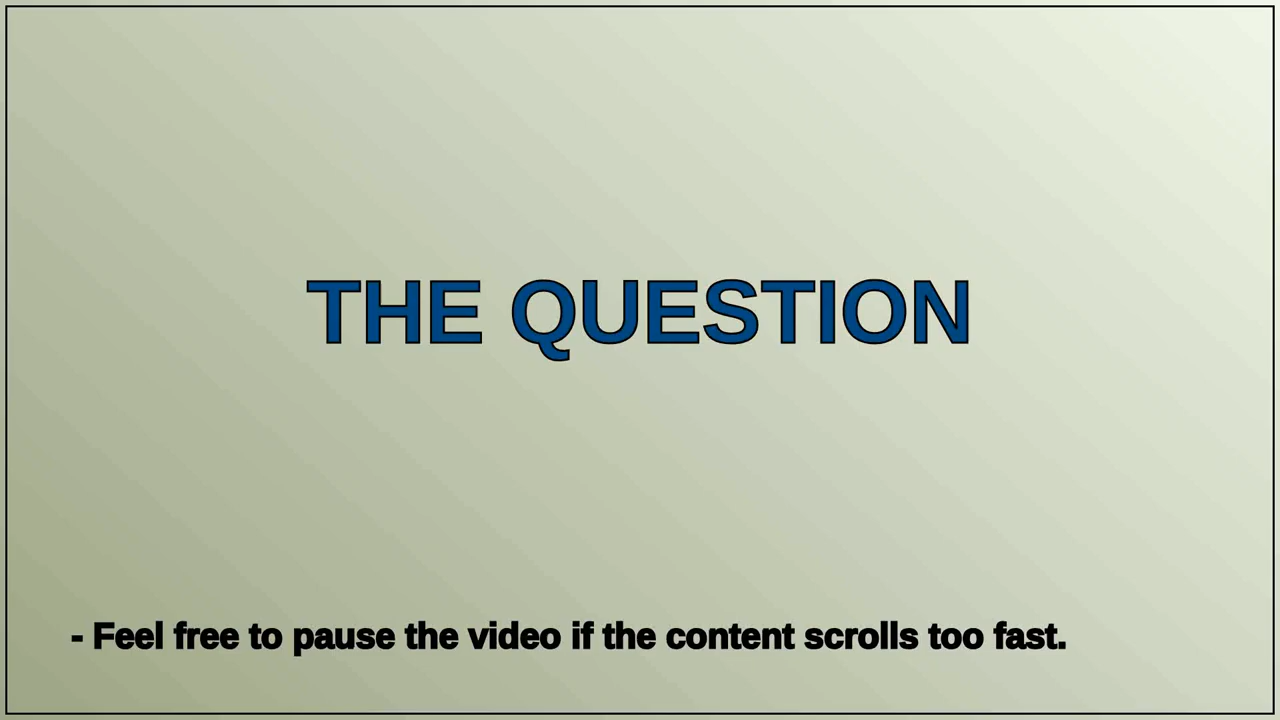 THE QUESTION
- Feel free to pause the video if the content scrolls too fast.